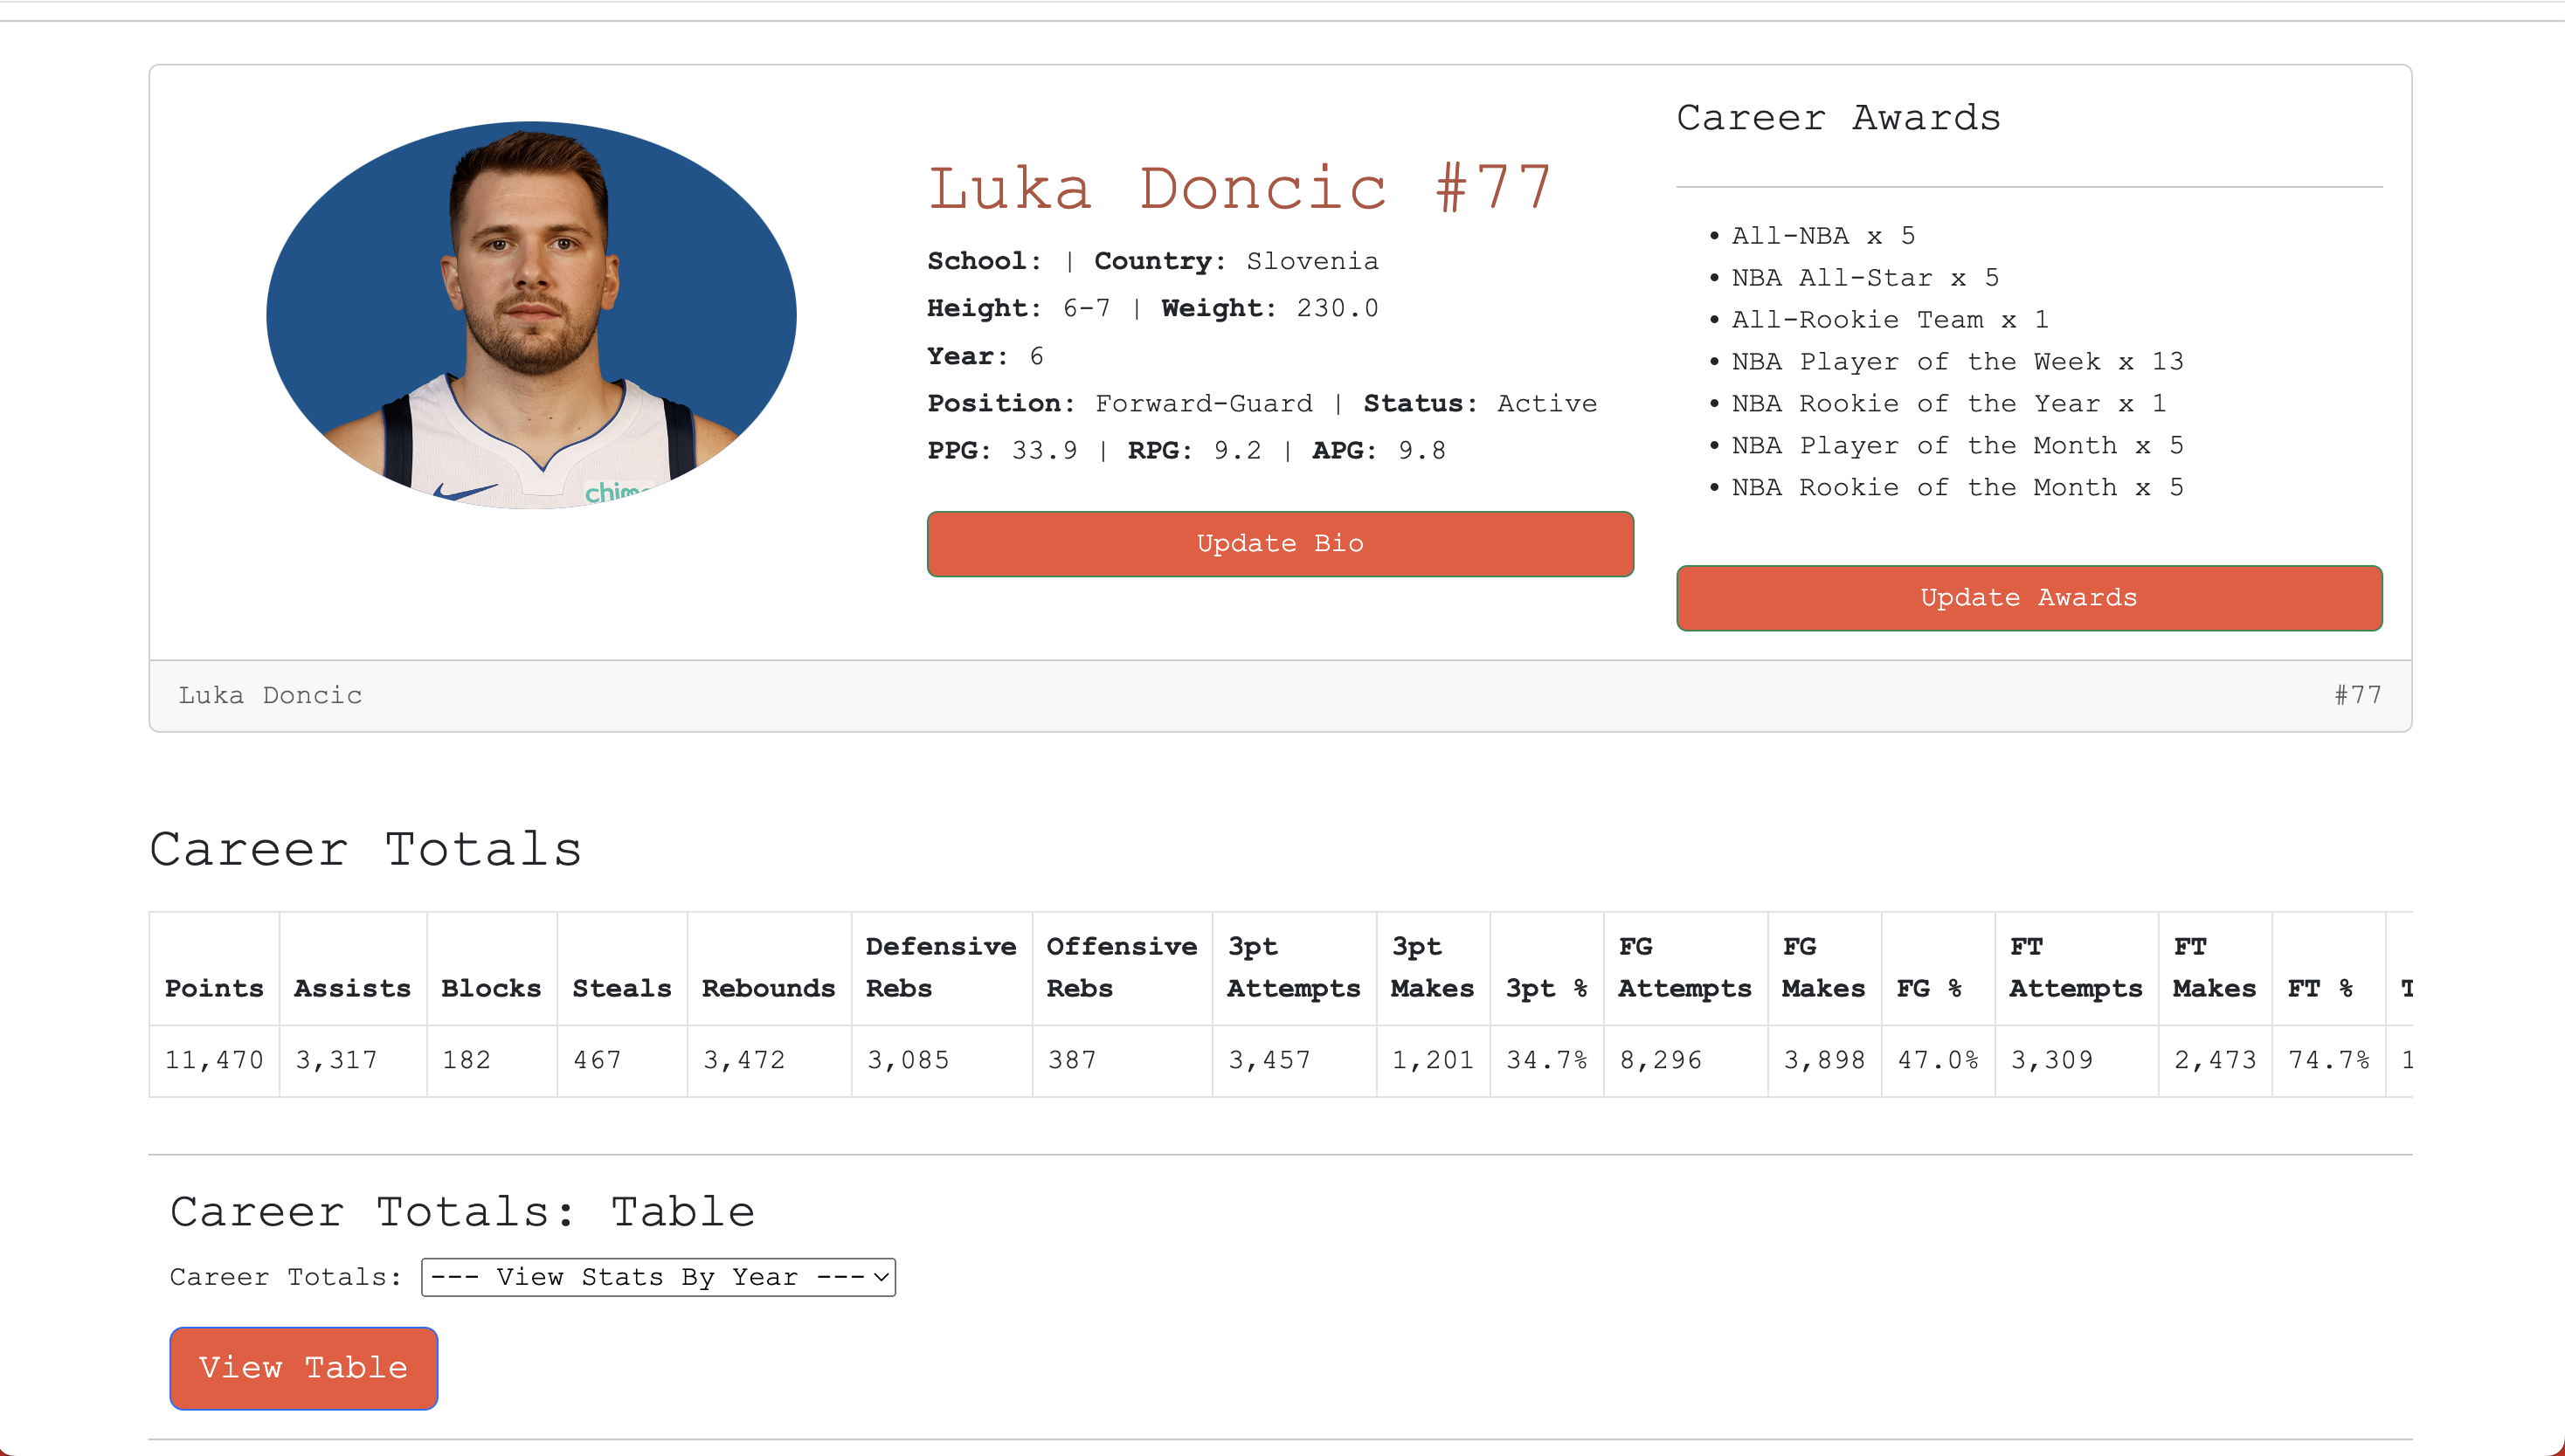 Career Awards
Luka Doncic #77
School: | Country: Slovenia
Height: 6-7 | Weight: 230.0
Year: 6
Position: Forward-Guard | Status: Active
PPG: 33.9 | RPG: 9.2 | APG: 9.8
Update Bio
• All-NBA x 5
• NBA All-Star x 5
• All-Rookie Team x 1
• NBA Player of the Week x 13
• NBA Rookie of the Year x 1
• NBA Player of the Month x 5
• NBA Rookie of the Month x 5
Update Awards
Luka Doncic #77
Career Totals
Points Assists Blocks Steals Rebounds Defensive Rebs Offensive Rebs 3pt Attempts 3pt Makes 3pt % FG Attempts FG Makes FG % FT Attempts FT Makes FT %
11,470 3,317 182 467 3,472 3,085 387 3,457 1,201 34.7% 8,296 3,898 47.0% 3,309 2,473 74.7%
Career Totals: Table
Career Totals: --- View Stats By Year ---
View Table